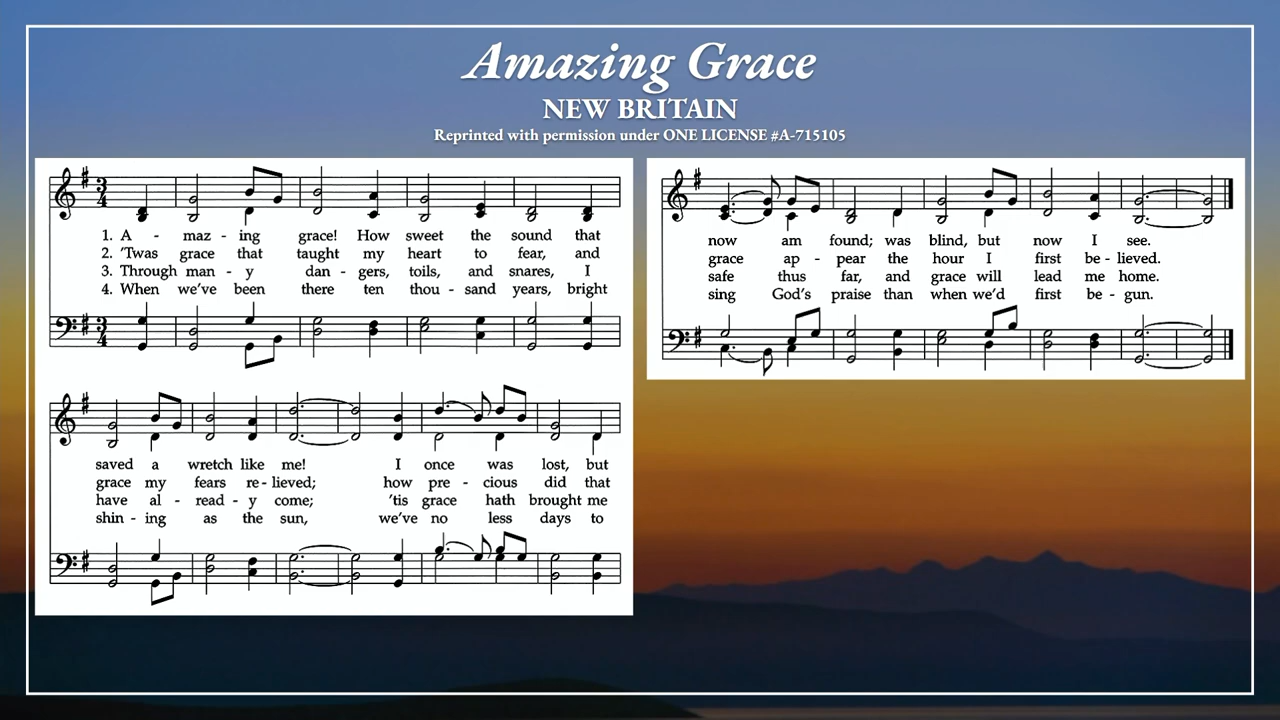 Amazing Grace
NEW BRITAIN
Reprinted with permission under ONE LICENSE #A-715105
3 4
1. A - maz - ing grace! How sweet the sound that
2. ’Twas grace that taught my heart to fear, and
3. Through man - y dan - gers, toils, and snares, I
4. When we’ve been there ten thou - sand years, bright
3 4
saved a wretch like me! I once was lost, but
grace my fears re - lieved; how pre - cious did that
have al - read - y come; ’tis grace hath brought me
shin - ing as the sun, we’ve no less days to
now am found; was blind, but now I see.
grace ap - pear the hour I first be - lieved.
safe thus far, and grace will lead me home.
sing God’s praise than when we’d first be - gun.